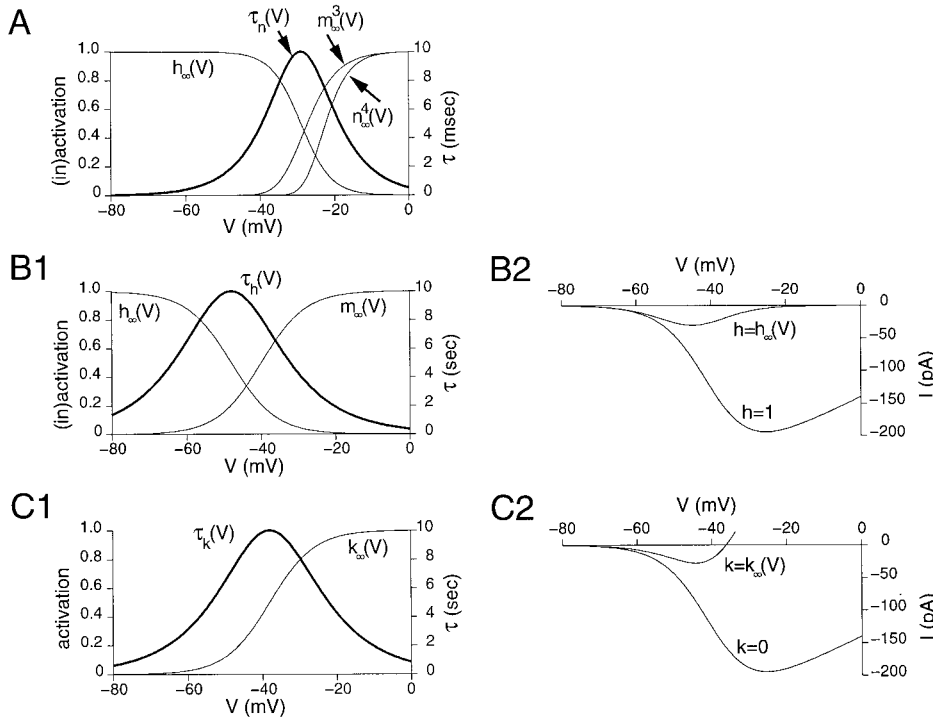 A
τn(V)
m∞³(V)
h∞(V)
n∞⁴(V)
(in)activation
1.0
0.8
0.6
0.4
0.2
0
10
8
6
4
2
0
τ (msec)
−80
−60
−40
−20
0
V (mV)
B1
τh(V)
h∞(V)
m∞(V)
(in)activation
1.0
0.8
0.6
0.4
0.2
0
10
8
6
4
2
0
τ (sec)
−80
−60
−40
−20
0
V (mV)
B2
V (mV)
−80
−60
−40
−20
0
0
−50
−100
−150
−200
I (pA)
h=h∞(V)
h=1
C1
τk(V)
k∞(V)
activation
1.0
0.8
0.6
0.4
0.2
0
10
8
6
4
2
0
τ (sec)
−80
−60
−40
−20
0
V (mV)
C2
V (mV)
−80
−60
−40
−20
0
0
−50
−100
−150
−200
I (pA)
k=k∞(V)
k=0